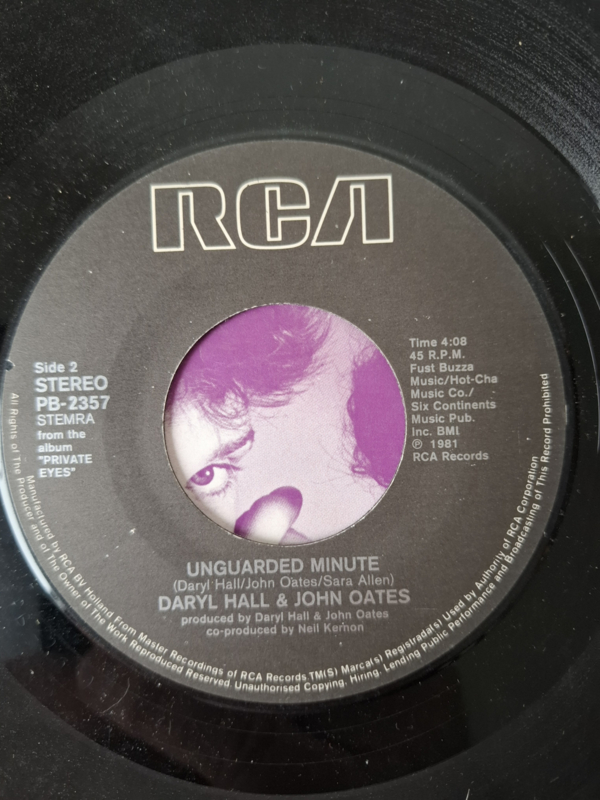 RCA
Side 2
STEREO
PB-2357
STEMRA
from the
album
"PRIVATE
EYES"
Time 4:08
45 R.P.M.
Fust Buzza
Music/Hot-Cha
Music Co./
Six Continents
Music Pub.
Inc. BMI
℗ 1981
RCA Records
UNGUARDED MINUTE
(Daryl Hall/John Oates/Sara Allen)
DARYL HALL & JOHN OATES
produced by Daryl Hall & John Oates
co-produced by Neil Kernon
Manufactured by RCA BV Holland From Master Recordings of RCA Records TM(S) Marca(s) Registrada(s) Used by Authority of RCA Corporation
All Rights of The Producer and of The Owner of The Work Reproduced Reserved. Unauthorised Copying, Hiring, Lending Public Performance and Broadcasting of This Record Prohibited